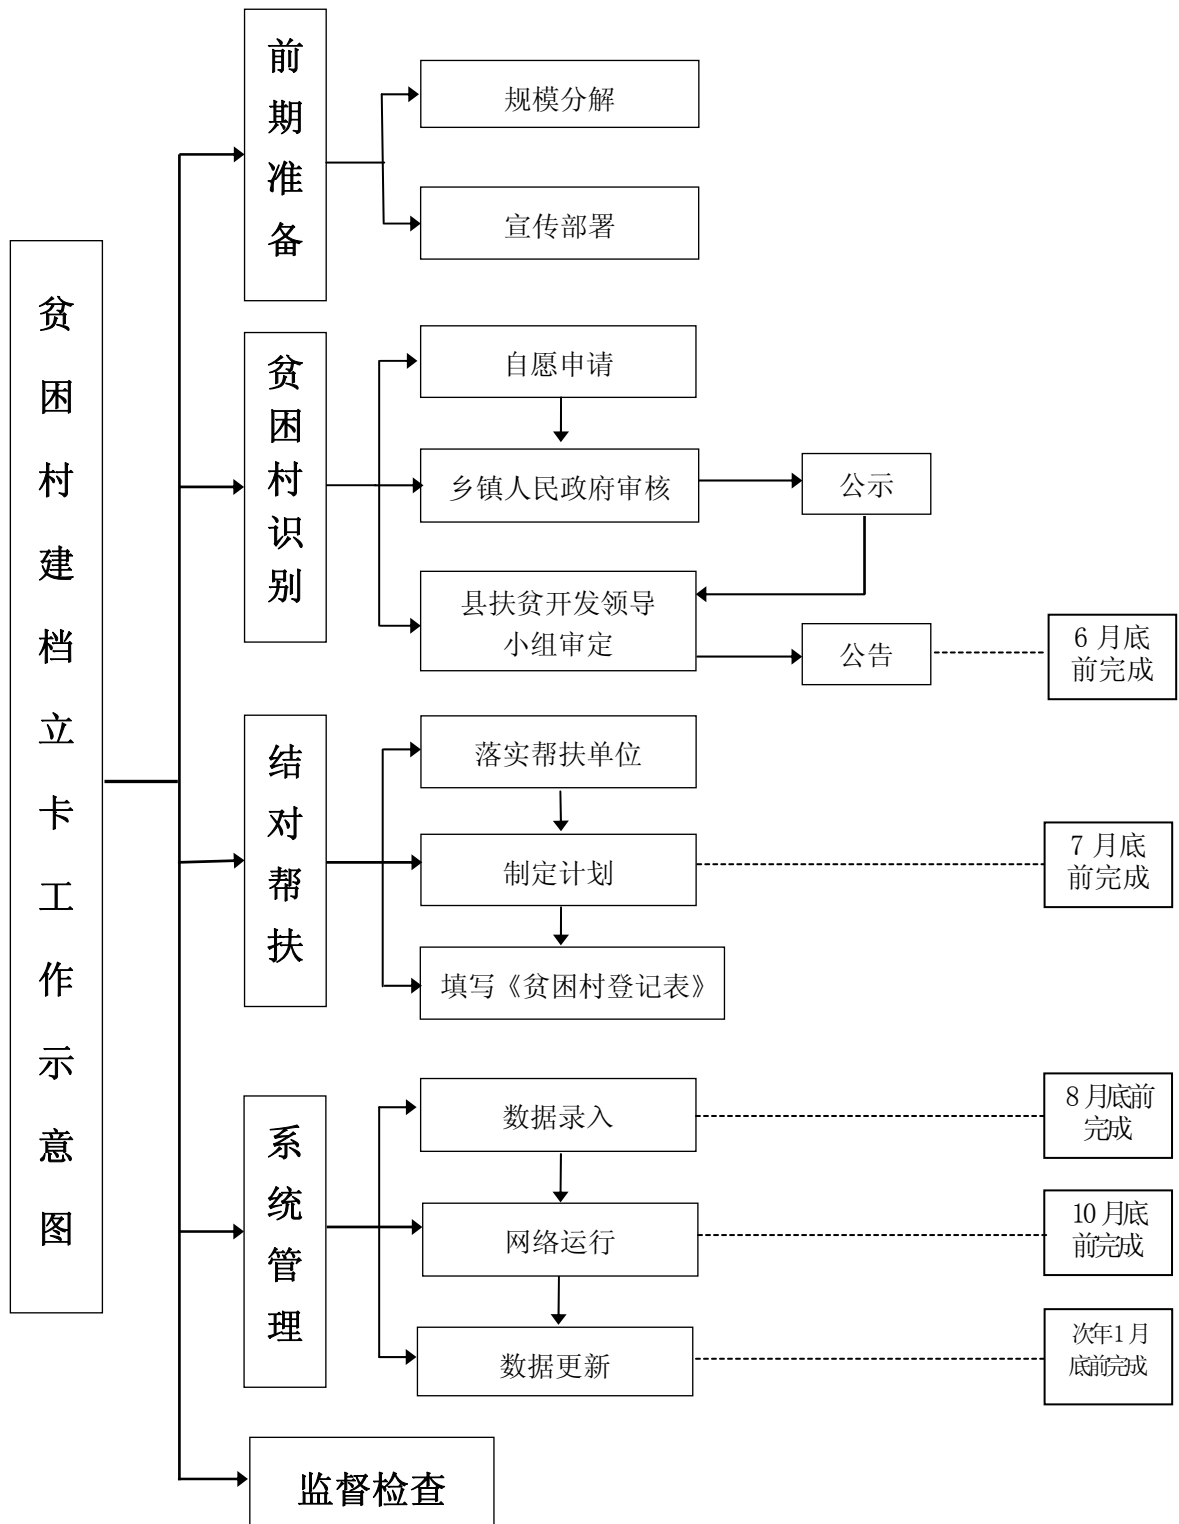 贫困村建档立卡工作示意图
前期准备
规模分解
宣传部署
贫困村识别
自愿申请
乡镇人民政府审核
公示
县扶贫开发领导
小组审定
公告
6月底
前完成
结对帮扶
落实帮扶单位
制定计划
7月底
前完成
填写《贫困村登记表》
系统管理
数据录入
8月底前
完成
网络运行
10月底
前完成
数据更新
次年1月
底前完成
监督检查